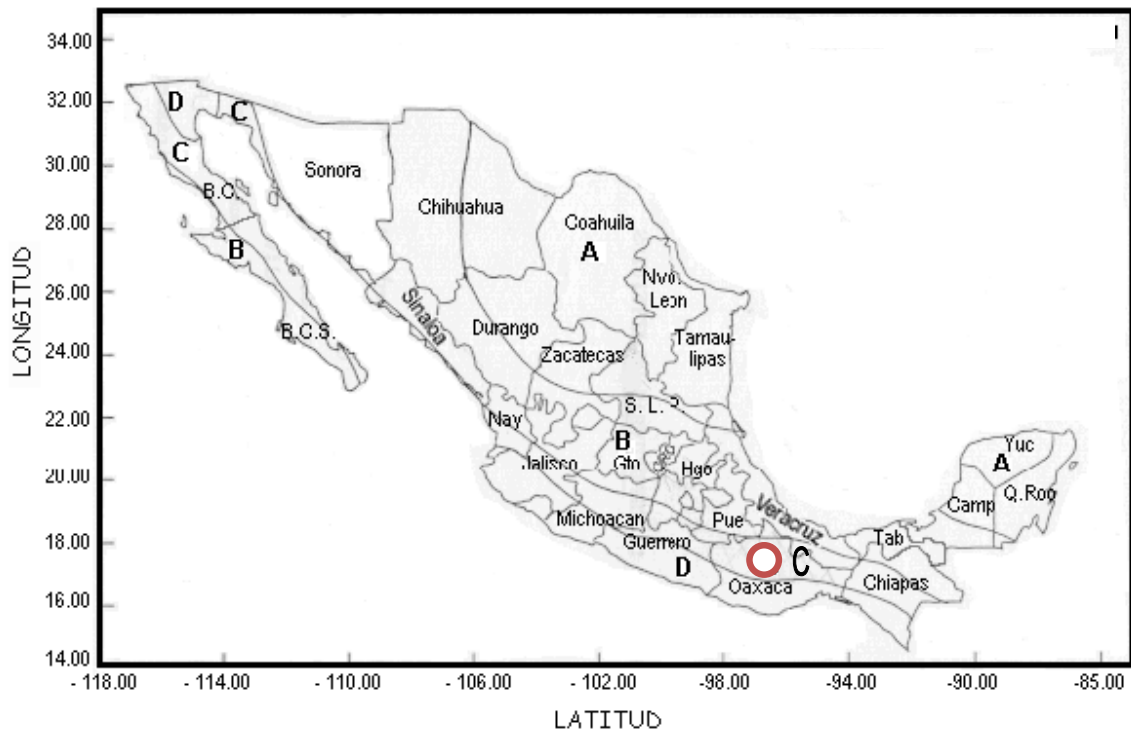 34.00
32.00
30.00
28.00
26.00
24.00
22.00
20.00
18.00
16.00
14.00
LONGITUD
D
C
C
B.C.
B
B.C.S.
Sonora
Chihuahua
Coahuila
A
Nvo.
Leon
Sinaloa
Durango
Zacatecas
Tamau-
lipas
Nay
S. L. P.
B
Jalisco
Gto
Hgo
Michoacan
Pue
Veracruz
Guerrero
D
Oaxaca
C
Tab
Chiapas
Camp
Yuc
A
Q.Roo
- 118.00
- 114.00
- 110.00
- 106.00
- 102.00
-98.00
-94.00
-90.00
-85.00
LATITUD